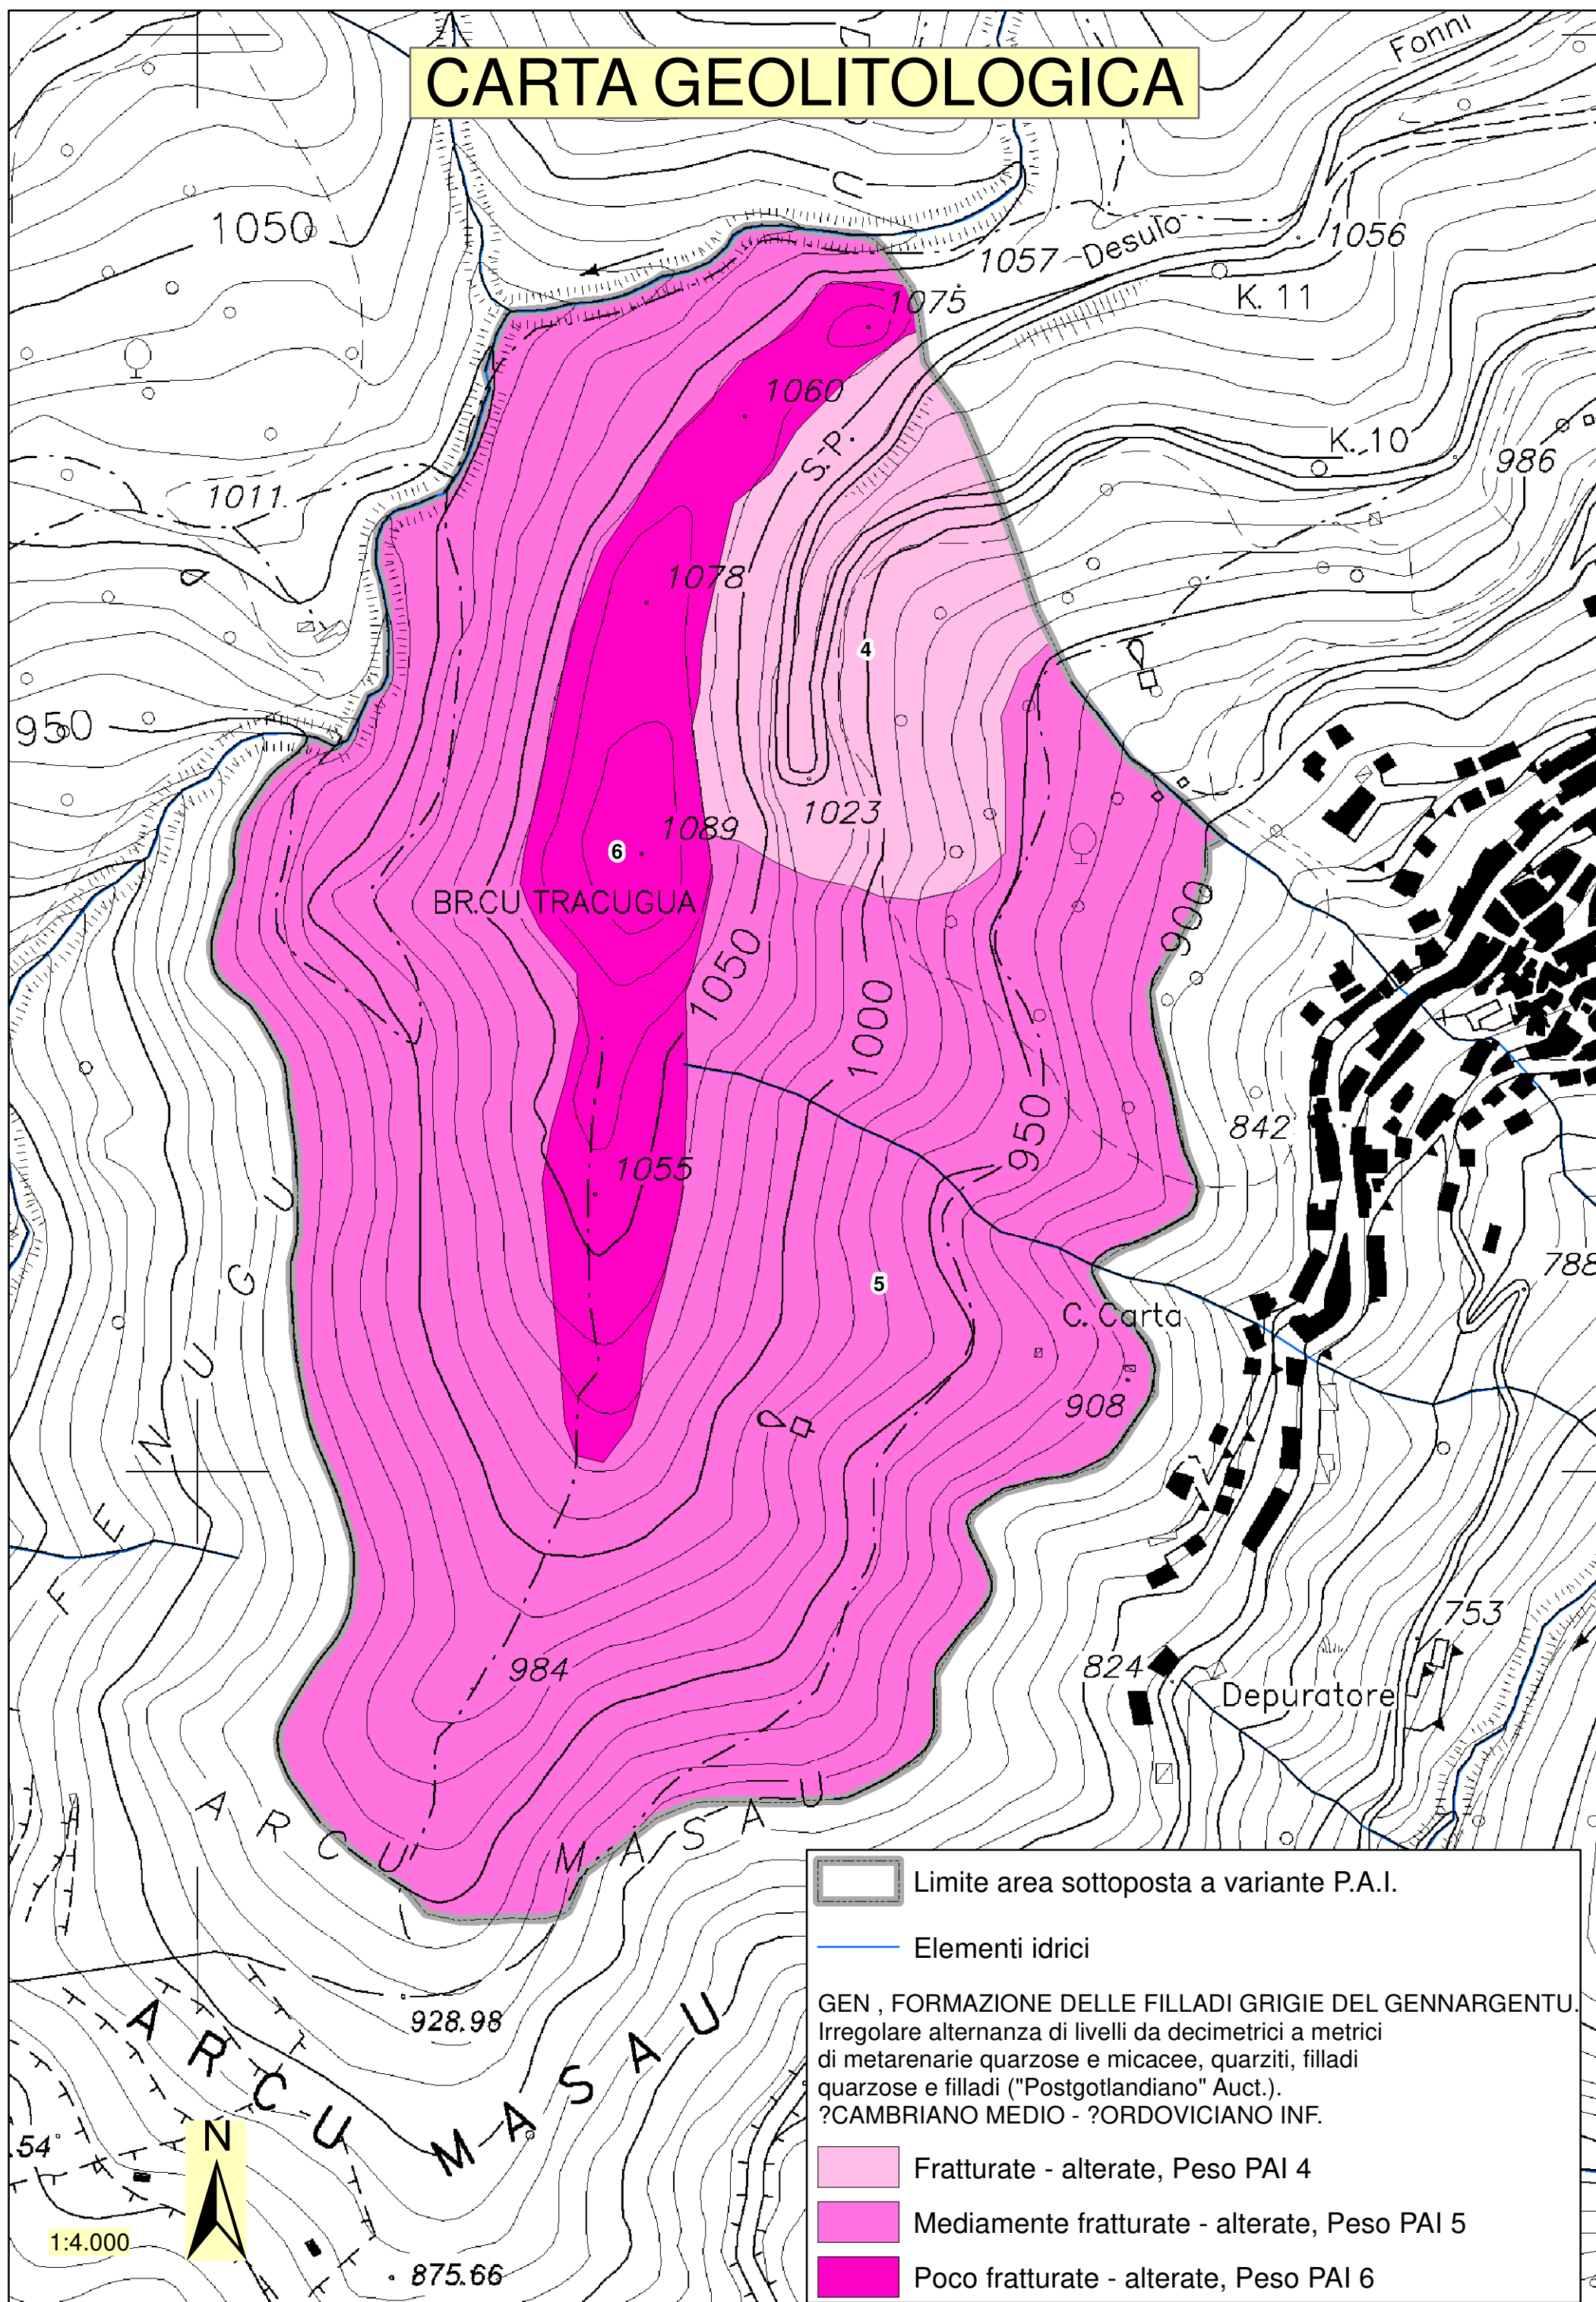 CARTA GEOLITOLOGICA
Fonni
1050
1057
Desulo
1056
1075
K. 11
1060
S.P.
K. 10
986
1011
1078
4
950
1023
1089
6
BR.CU TRACUGUA
900
1050
1000
950
842
1055
788
5
C. Carta
908
FENUGU
753
984
824
Depuratore
ARCU MASAU
928.98
ARCU MASAU
.54
N
1:4.000
875.66
Limite area sottoposta a variante P.A.I.
Elementi idrici
GEN , FORMAZIONE DELLE FILLADI GRIGIE DEL GENNARGENTU.
Irregolare alternanza di livelli da decimetrici a metrici
di metarenarie quarzose e micacee, quarziti, filladi
quarzose e filladi ("Postgotlandiano" Auct.).
?CAMBRIANO MEDIO - ?ORDOVICIANO INF.
Fratturate - alterate, Peso PAI 4
Mediamente fratturate - alterate, Peso PAI 5
Poco fratturate - alterate, Peso PAI 6